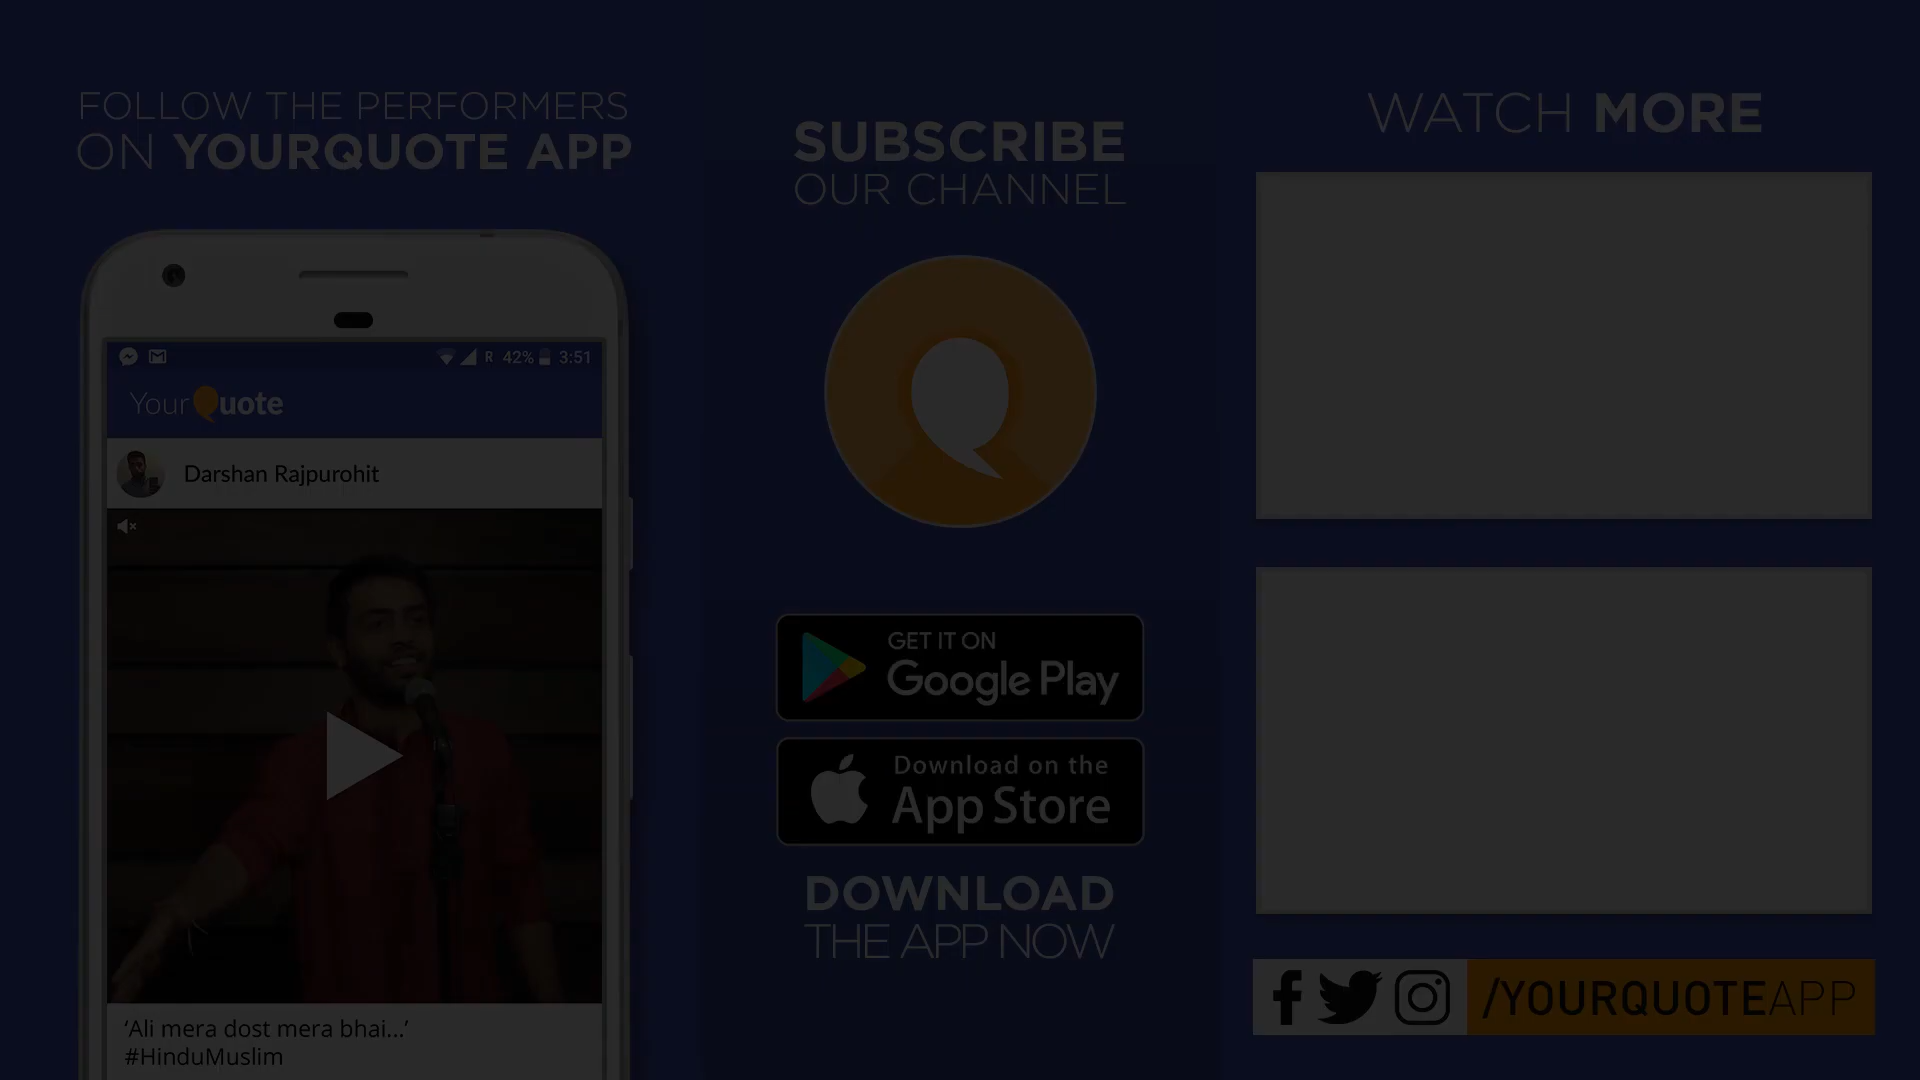 FOLLOW THE PERFORMERS
ON YOURQUOTE APP
R 42% 3:51
YourQuote
Darshan Rajpurohit
‘Ali mera dost mera bhai...’
#HinduMuslim
SUBSCRIBE
OUR CHANNEL
GET IT ON
Google Play
Download on the
App Store
DOWNLOAD
THE APP NOW
WATCH MORE
/YOURQUOTEAPP